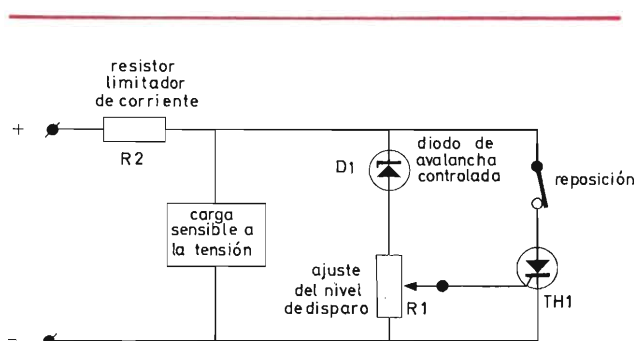 resistor
limitador
de corriente
+
R2
carga
sensible a
la tensión
D1
diodo de
avalancha
controlada
reposición
ajuste
del nivel
de disparo
R1
TH1
–